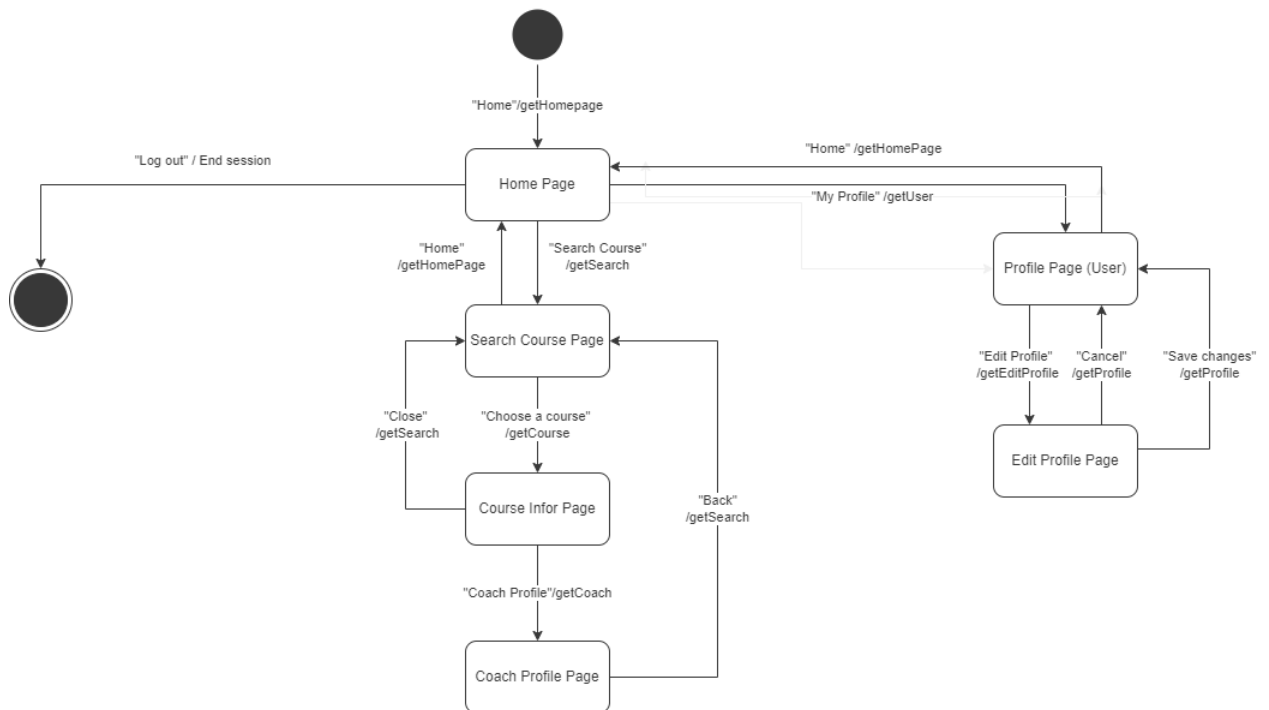 "Home"/getHomepage
"Log out" / End session
"Home" /getHomePage
Home Page
"My Profile" /getUser
"Home"
/getHomePage
"Search Course"
/getSearch
Profile Page (User)
Search Course Page
"Edit Profile"
/getEditProfile
"Cancel"
/getProfile
"Save changes"
/getProfile
"Close"
/getSearch
"Choose a course"
/getCourse
Edit Profile Page
Course Infor Page
"Back"
/getSearch
"Coach Profile"/getCoach
Coach Profile Page